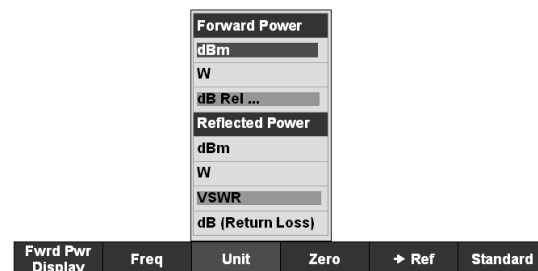 Forward Power
dBm
W
dB Rel ...
Reflected Power
dBm
W
VSWR
dB (Return Loss)
Fwrd Pwr
Display
Freq
Unit
Zero
➔ Ref
Standard